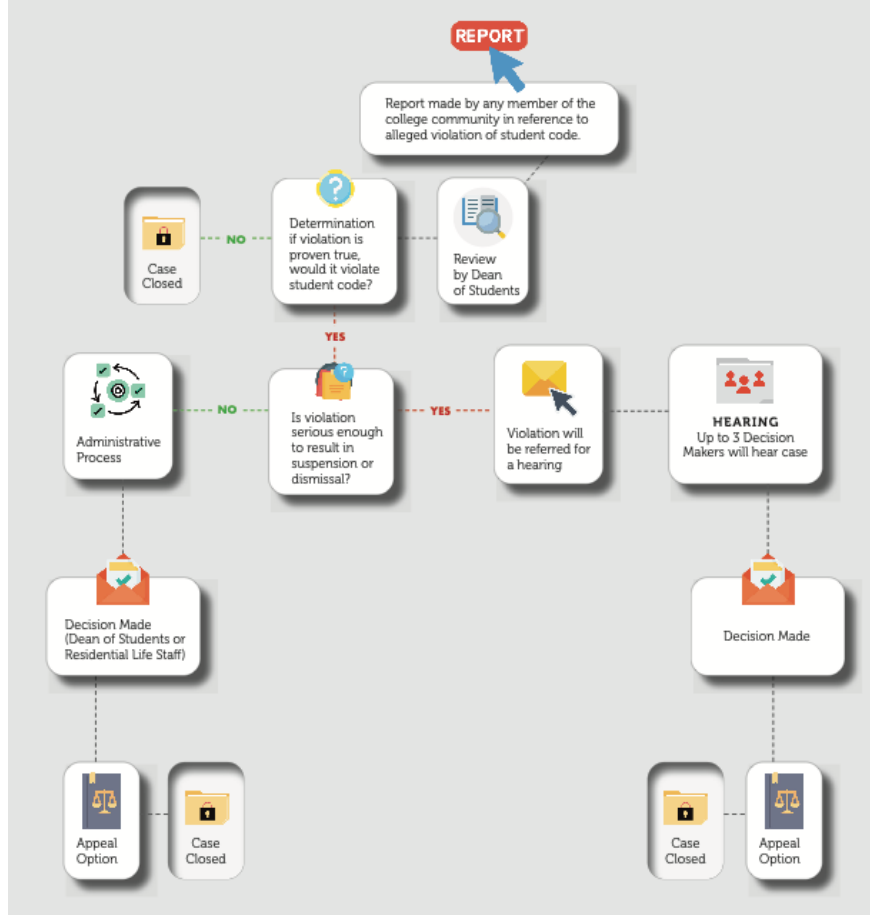 REPORT
Report made by any member of the
college community in reference to
alleged violation of student code.
Review
by Dean
of Students
Determination
if violation is
proven true,
would it violate
student code?
NO
Case
Closed
YES
Is violation
serious enough
to result in
suspension or
dismissal?
NO
Administrative
Process
YES
Violation will
be referred for
a hearing
HEARING
Up to 3 Decision
Makers will hear case
Decision Made
(Dean of Students or
Residential Life Staff)
Decision Made
Appeal
Option
Case
Closed
Case
Closed
Appeal
Option